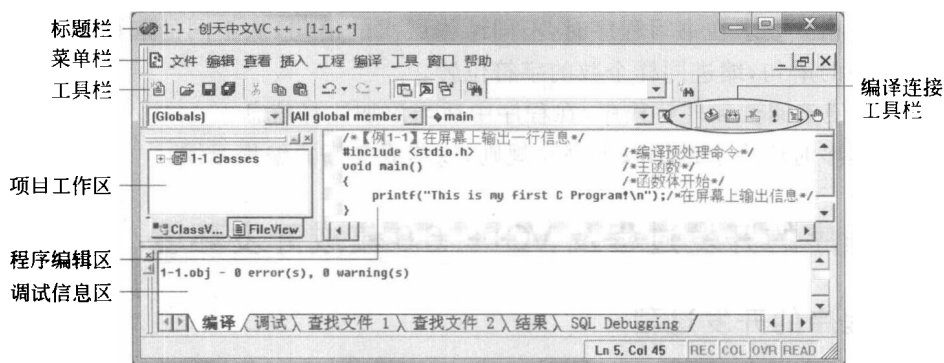 标题栏
1-1 - 创天中文VC++ - [1-1.c *]
菜单栏
文件 编辑 查看 插入 工程 编译 工具 窗口 帮助
工具栏
编译连接
工具栏
(Globals) (All global member main
/*【例1-1】在屏幕上输出一行信息*/
#include <stdio.h> /*编译预处理命令*/
void main() /*主函数*/
{ /*函数体开始*/
printf("This is my first C Program!\n");/*在屏幕上输出信息*/
}
1-1 classes
项目工作区
ClassV... FileView
程序编辑区
1-1.obj - 0 error(s), 0 warning(s)
调试信息区
编译 调试 查找文件 1 查找文件 2 结果 SQL Debugging
Ln 5, Col 45 REC COL OVR READ